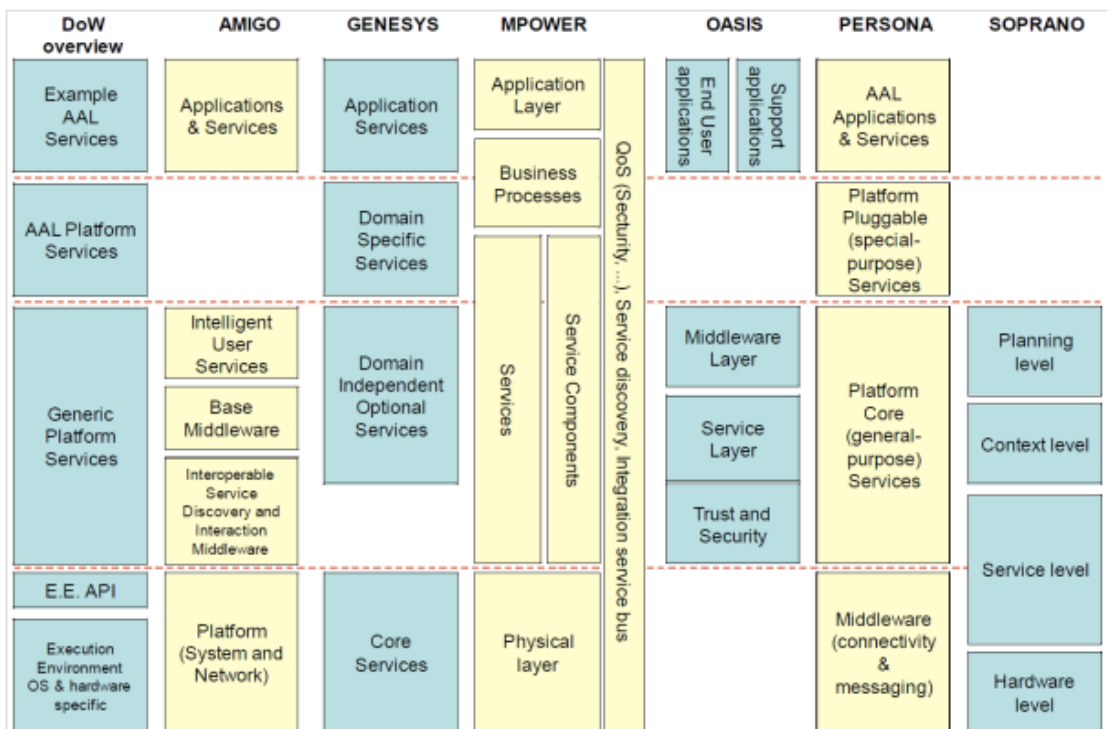 DoW
overview
AMIGO
GENESYS
MPOWER
OASIS
PERSONA
SOPRANO
Example
AAL
Services
AAL Platform
Services
Generic
Platform
Services
E.E. API
Execution
Environment
OS & hardware
specific
Applications
& Services
Intelligent
User
Services
Base
Middleware
Interoperable
Service
Discovery and
Interaction
Middleware
Platform
(System and
Network)
Application
Services
Domain
Specific
Services
Domain
Independent
Optional
Services
Core
Services
Application
Layer
Business
Processes
Services
Service Components
Physical
layer
QoS (Secturity, ...), Service discovery, Integration service bus
End User
applications
Support
applications
Middleware
Layer
Service
Layer
Trust and
Security
AAL
Applications
& Services
Platform
Pluggable
(special-
purpose)
Services
Platform
Core
(general-
purpose)
Services
Middleware
(connectivity
&
messaging)
Planning
level
Context level
Service level
Hardware
level